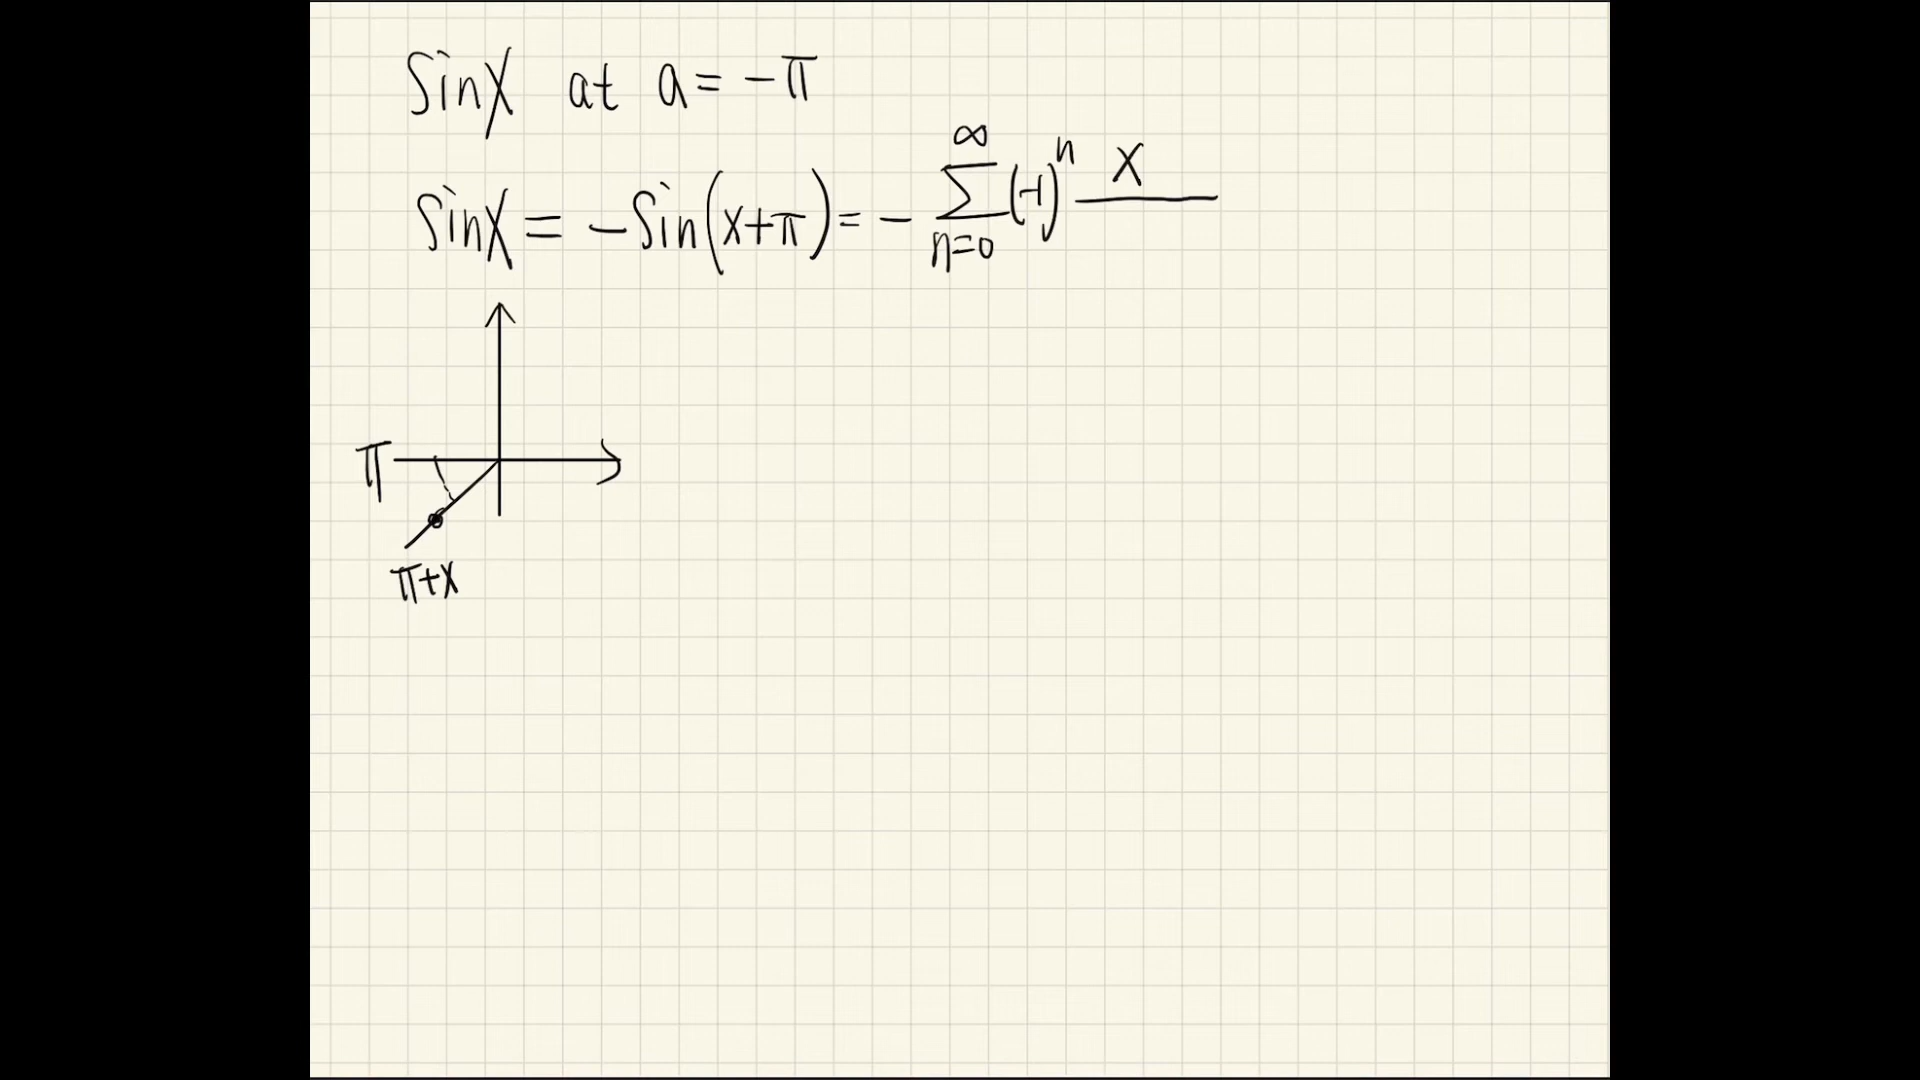 Sinx at a = -π
Sinx = -Sin(x+π) = - ∑ n=0 ∞ (-1)^n x
π
π+x